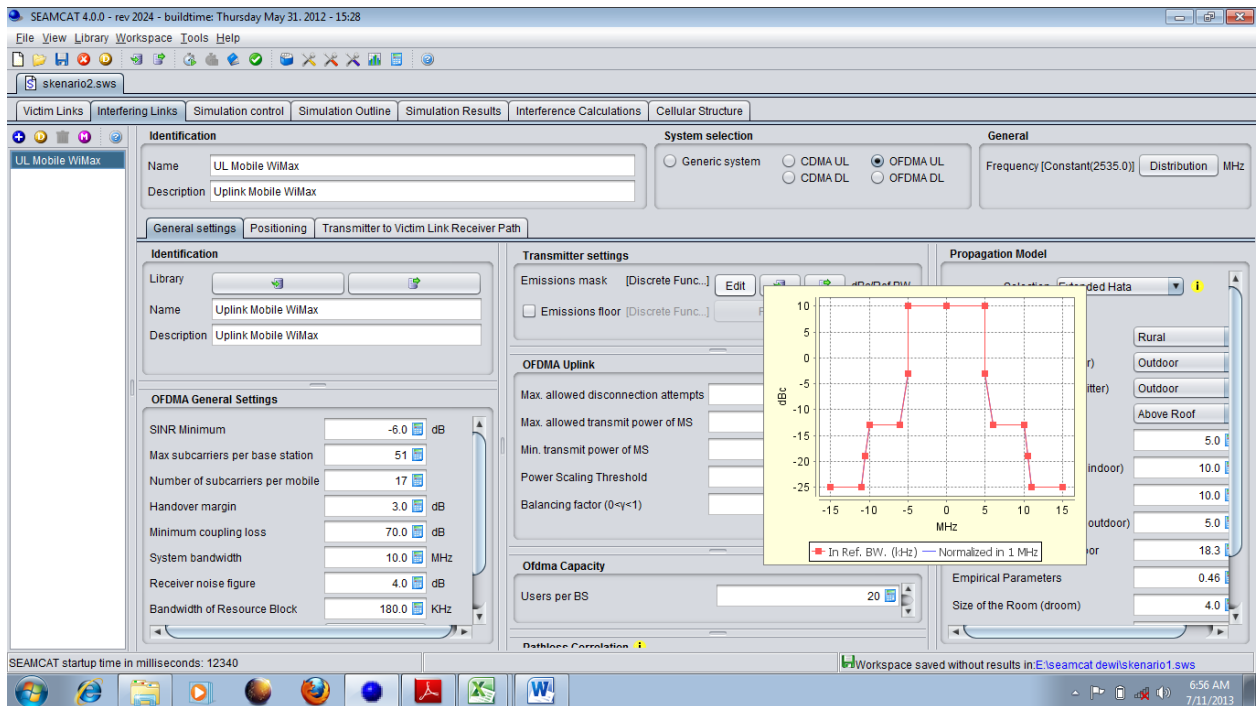 SEAMCAT 4.0.0 - rev 2024 - buildtime: Thursday May 31. 2012 - 15:28
File View Library Workspace Tools Help
skenario2.sws
Victim Links Interfering Links Simulation control Simulation Outline Simulation Results Interference Calculations Cellular Structure
UL Mobile WiMax
Identification
Name UL Mobile WiMax
Description Uplink Mobile WiMax
System selection
Generic system CDMA UL OFDMA UL
CDMA DL OFDMA DL
General
Frequency [Constant(2535.0)] Distribution MHz
General settings Positioning Transmitter to Victim Link Receiver Path
Identification
Library
Name Uplink Mobile WiMax
Description Uplink Mobile WiMax
OFDMA General Settings
SINR Minimum -6.0 dB
Max subcarriers per base station 51
Number of subcarriers per mobile 17
Handover margin 3.0 dB
Minimum coupling loss 70.0 dB
System bandwidth 10.0 MHz
Receiver noise figure 4.0 dB
Bandwidth of Resource Block 180.0 KHz
Transmitter settings
Emissions mask [Discrete Func...] Edit dBc/Ref.BW
Emissions floor [Discrete Func...]
OFDMA Uplink
Max. allowed disconnection attempts
Max. allowed transmit power of MS
Min. transmit power of MS
Power Scaling Threshold
Balancing factor (0<γ<1)
Ofdma Capacity
Users per BS 20
Pathloss Correlation
10
5
0
-5
-10
-15
-20
-25
dBc
-15 -10 -5 0 5 10 15
MHz
In Ref. BW. (kHz) Normalized in 1 MHz
Propagation Model
Selection Extended Hata
Rural
r) Outdoor
itter) Outdoor
Above Roof
5.0
indoor) 10.0
10.0
outdoor) 5.0
oor 18.3
Empirical Parameters 0.46
Size of the Room (droom) 4.0
SEAMCAT startup time in milliseconds: 12340
Workspace saved without results in:E:\seamcat dewi\skenario1.sws
6:56 AM
7/11/2013